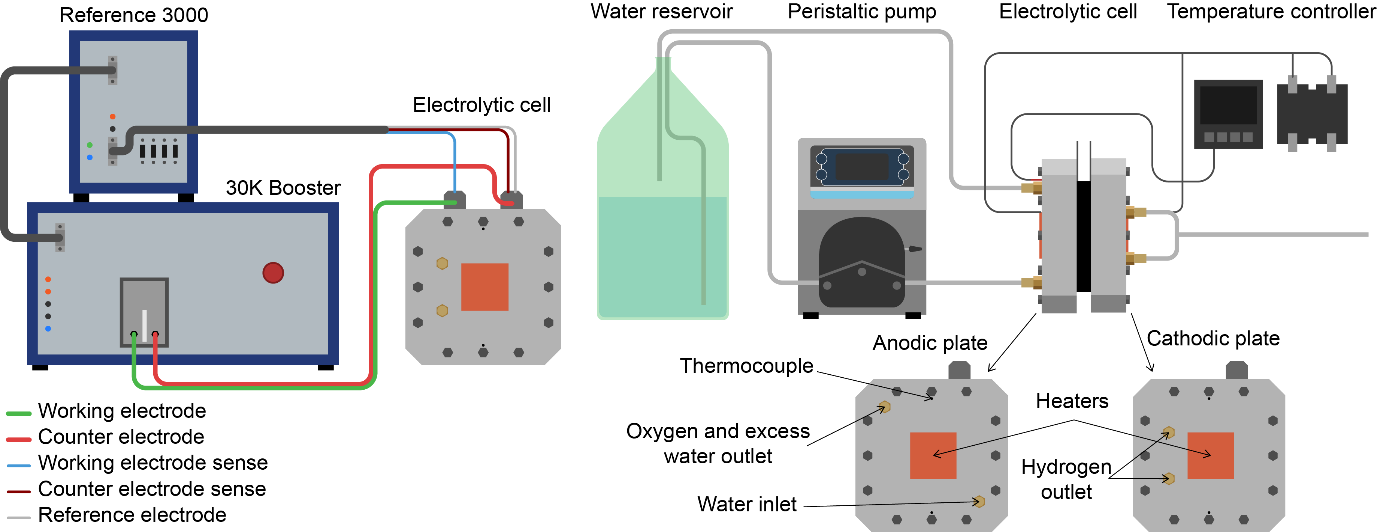 Reference 3000
Water reservoir
Peristaltic pump
Electrolytic cell
Temperature controller
Electrolytic cell
30K Booster
Anodic plate
Cathodic plate
Thermocouple
Heaters
Oxygen and excess
water outlet
Hydrogen
outlet
Water inlet
Working electrode
Counter electrode
Working electrode sense
Counter electrode sense
Reference electrode